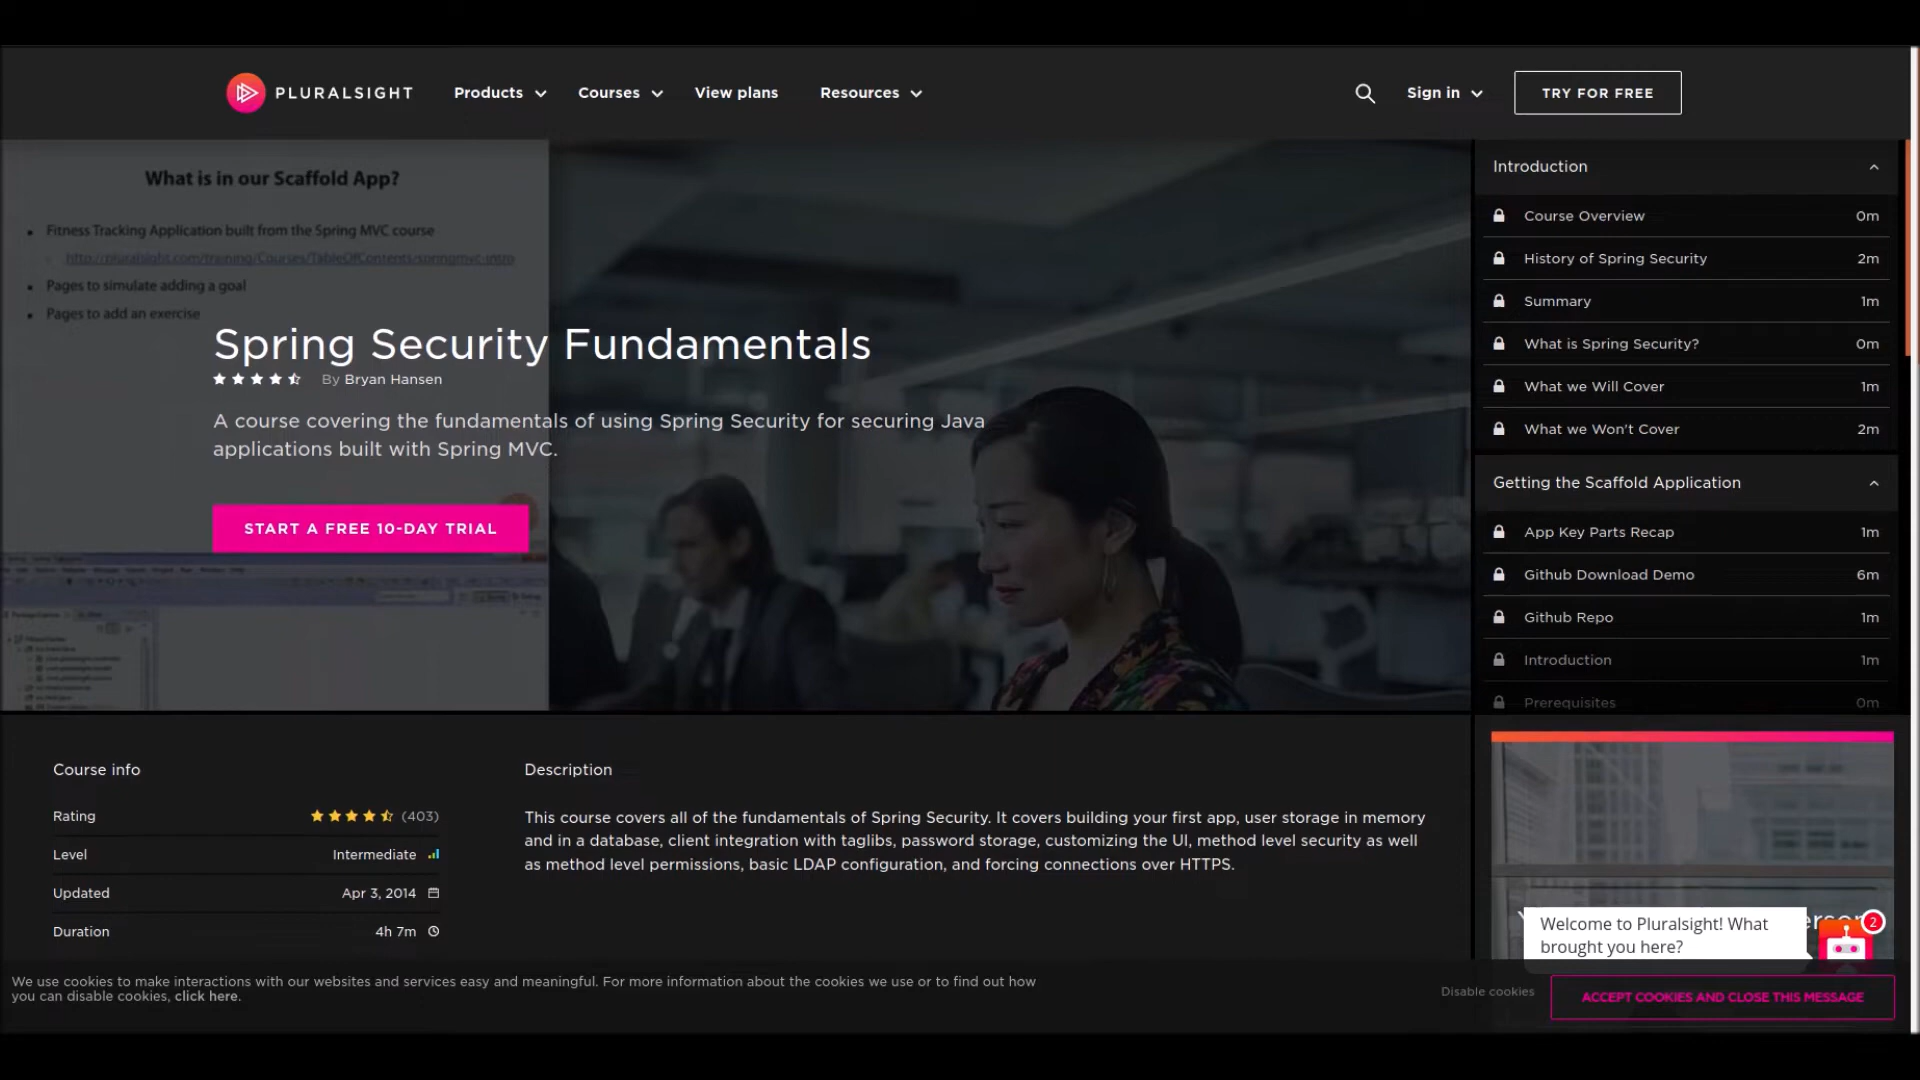 PLURALSIGHT
Products
Courses
View plans
Resources
Sign in
TRY FOR FREE
What is in our Scaffold App?
Fitness Tracking Application built from the Spring MVC course
http://pluralsight.com/training/Courses/TableOfContents/springmvc-intro
Pages to simulate adding a goal
Pages to add an exercise
Spring Security Fundamentals
By Bryan Hansen
A course covering the fundamentals of using Spring Security for securing Java
applications built with Spring MVC.
START A FREE 10-DAY TRIAL
Introduction
Course Overview 0m
History of Spring Security 2m
Summary 1m
What is Spring Security? 0m
What we Will Cover 1m
What we Won't Cover 2m
Getting the Scaffold Application
App Key Parts Recap 1m
Github Download Demo 6m
Github Repo 1m
Introduction 1m
Prerequisites 0m
Course info
Rating (403)
Level Intermediate
Updated Apr 3, 2014
Duration 4h 7m
Description
This course covers all of the fundamentals of Spring Security. It covers building your first app, user storage in memory
and in a database, client integration with taglibs, password storage, customizing the UI, method level security as well
as method level permissions, basic LDAP configuration, and forcing connections over HTTPS.
Welcome to Pluralsight! What
brought you here?
2
We use cookies to make interactions with our websites and services easy and meaningful. For more information about the cookies we use or to find out how
you can disable cookies, click here.
Disable cookies
ACCEPT COOKIES AND CLOSE THIS MESSAGE